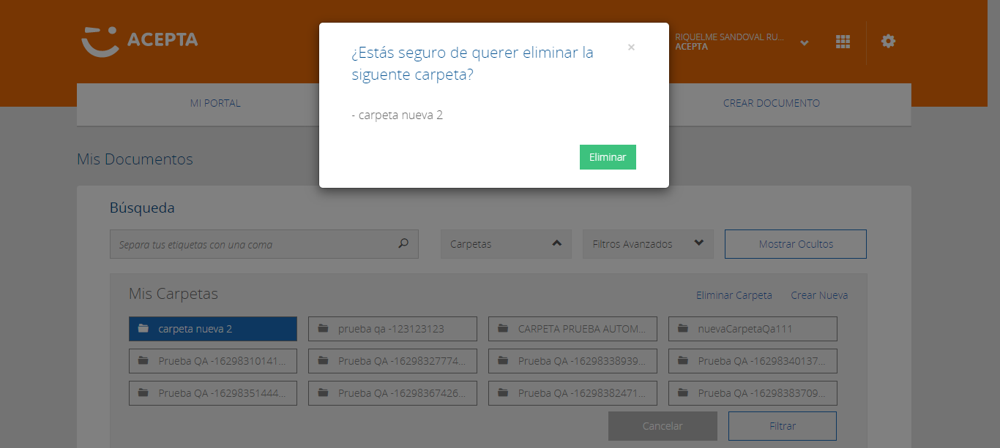 ACEPTA
RIQUELME SANDOVAL RU...
ACEPTA
¿Estás seguro de querer eliminar la
siguente carpeta?
- carpeta nueva 2
Eliminar
MI PORTAL
CREAR DOCUMENTO
Mis Documentos
Búsqueda
Separa tus etiquetas con una coma
Carpetas
Filtros Avanzados
Mostrar Ocultos
Mis Carpetas
Eliminar Carpeta
Crear Nueva
carpeta nueva 2
prueba qa -123123123
CARPETA PRUEBA AUTOM...
nuevaCarpetaQa111
Prueba QA -16298310141...
Prueba QA -16298327774...
Prueba QA -16298338939...
Prueba QA -16298340137...
Prueba QA -16298351444...
Prueba QA -16298367426...
Prueba QA -16298382471...
Prueba QA -16298383709...
Cancelar
Filtrar